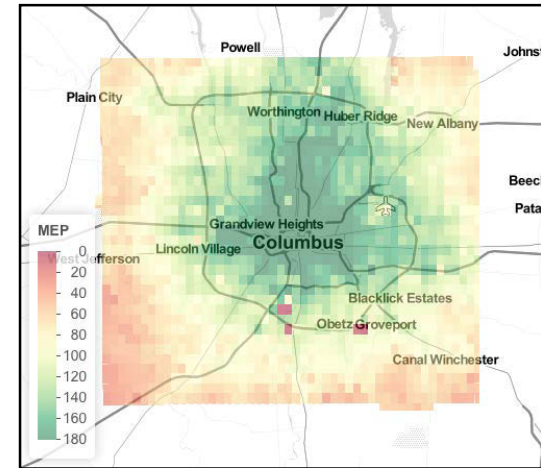 Powell
Johnst
Plain City
Worthington
Huber Ridge
New Albany
Beech
Pata
Grandview Heights
Columbus
Lincoln Village
West Jefferson
MEP
0
20
40
60
80
100
120
140
160
180
Blacklick Estates
Obetz
Groveport
Canal Winchester